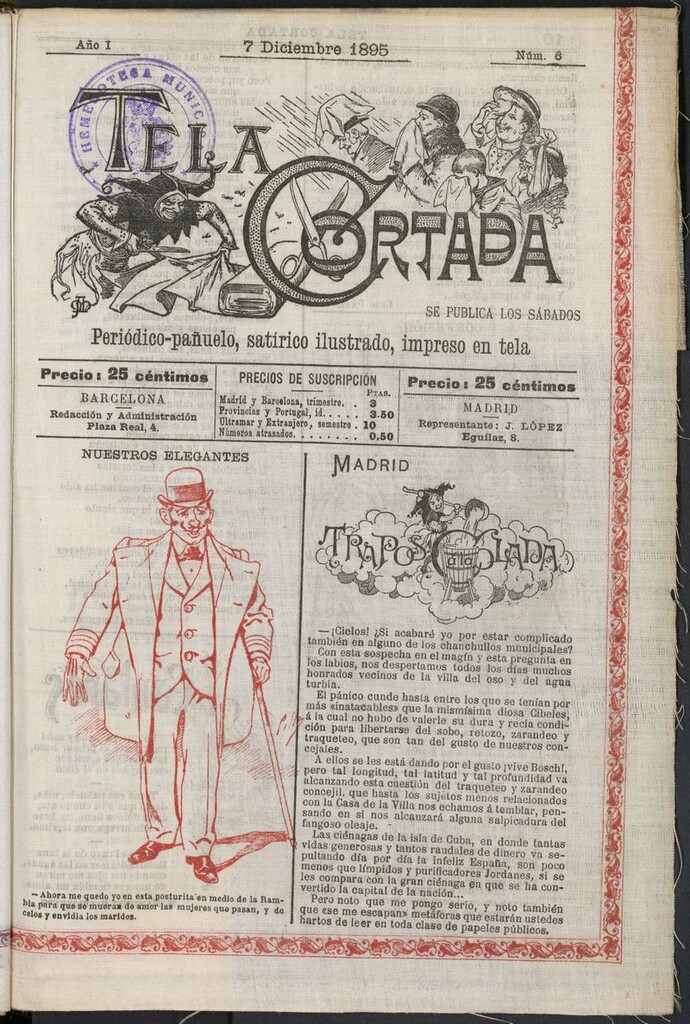 Año I
7 Diciembre 1895
Núm. 6
HEMEROTECA MUNIC
TELA
CORTADA
SE PUBLICA LOS SÁBADOS
Periódico-pañuelo, satírico ilustrado, impreso en tela
Precio: 25 céntimos
BARCELONA
Redacción y Administración
Plaza Real, 4.
PRECIOS DE SUSCRIPCIÓN
PTAS.
Madrid y Barcelona, trimestre. . 3
Provincias y Portugal, id. . . . . 3.50
Ultramar y Extranjero, semestre . 10
Números atrasados. . . . . . . . 0,50
Precio: 25 céntimos
MADRID
Representante: J. LÓPEZ
Eguílaz, 8.
NUESTROS ELEGANTES
—Ahora me quedo yo en esta posturita en medio de la Ram-
bla para que se mueran de amor las mujeres que pasan, y de
celos y envidia los maridos.
MADRID
TRAPOS á la COLADA
—¡Cielos! ¿Si acabaré yo por estar complicado
también en alguno de los chanchullos municipales?
Con esta sospecha en el magín y esta pregunta en
los labios, nos despertamos todos los días muchos
honrados vecinos de la villa del oso y del agua
turbia.
El pánico cunde hasta entre los que se tenían por
más «inatacables» que la mismísima diosa Cibeles,
á la cual no hubo de valerle su dura y recia condi-
ción para libertarse del sobo, retozo, zarandeo y
traqueteo, que son tan del gusto de nuestros con-
cejales.
A ellos se les está dando por el gusto ¡vive Bosch!,
pero tal longitud, tal latitud y tal profundidad va
alcanzando esta cuestión del traqueteo y zarandeo
concejil, que hasta los sujetos menos relacionados
con la Casa de la Villa nos echamos á temblar, pen-
sando en si nos alcanzará alguna salpicadura del
fangoso oleaje.
Las ciénagas de la isla de Cuba, en donde tantas
vidas generosas y tantos raudales de dinero va se-
pultando día por día la infeliz España, son poco
menos que límpidos y purificadores Jordanes, si se
les compara con la gran ciénaga en que se ha con-
vertido la capital de la nación...
Pero noto que me pongo serio, y noto también
que «se me escapan» metáforas que estarán ustedes
hartos de leer en toda clase de papeles públicos.